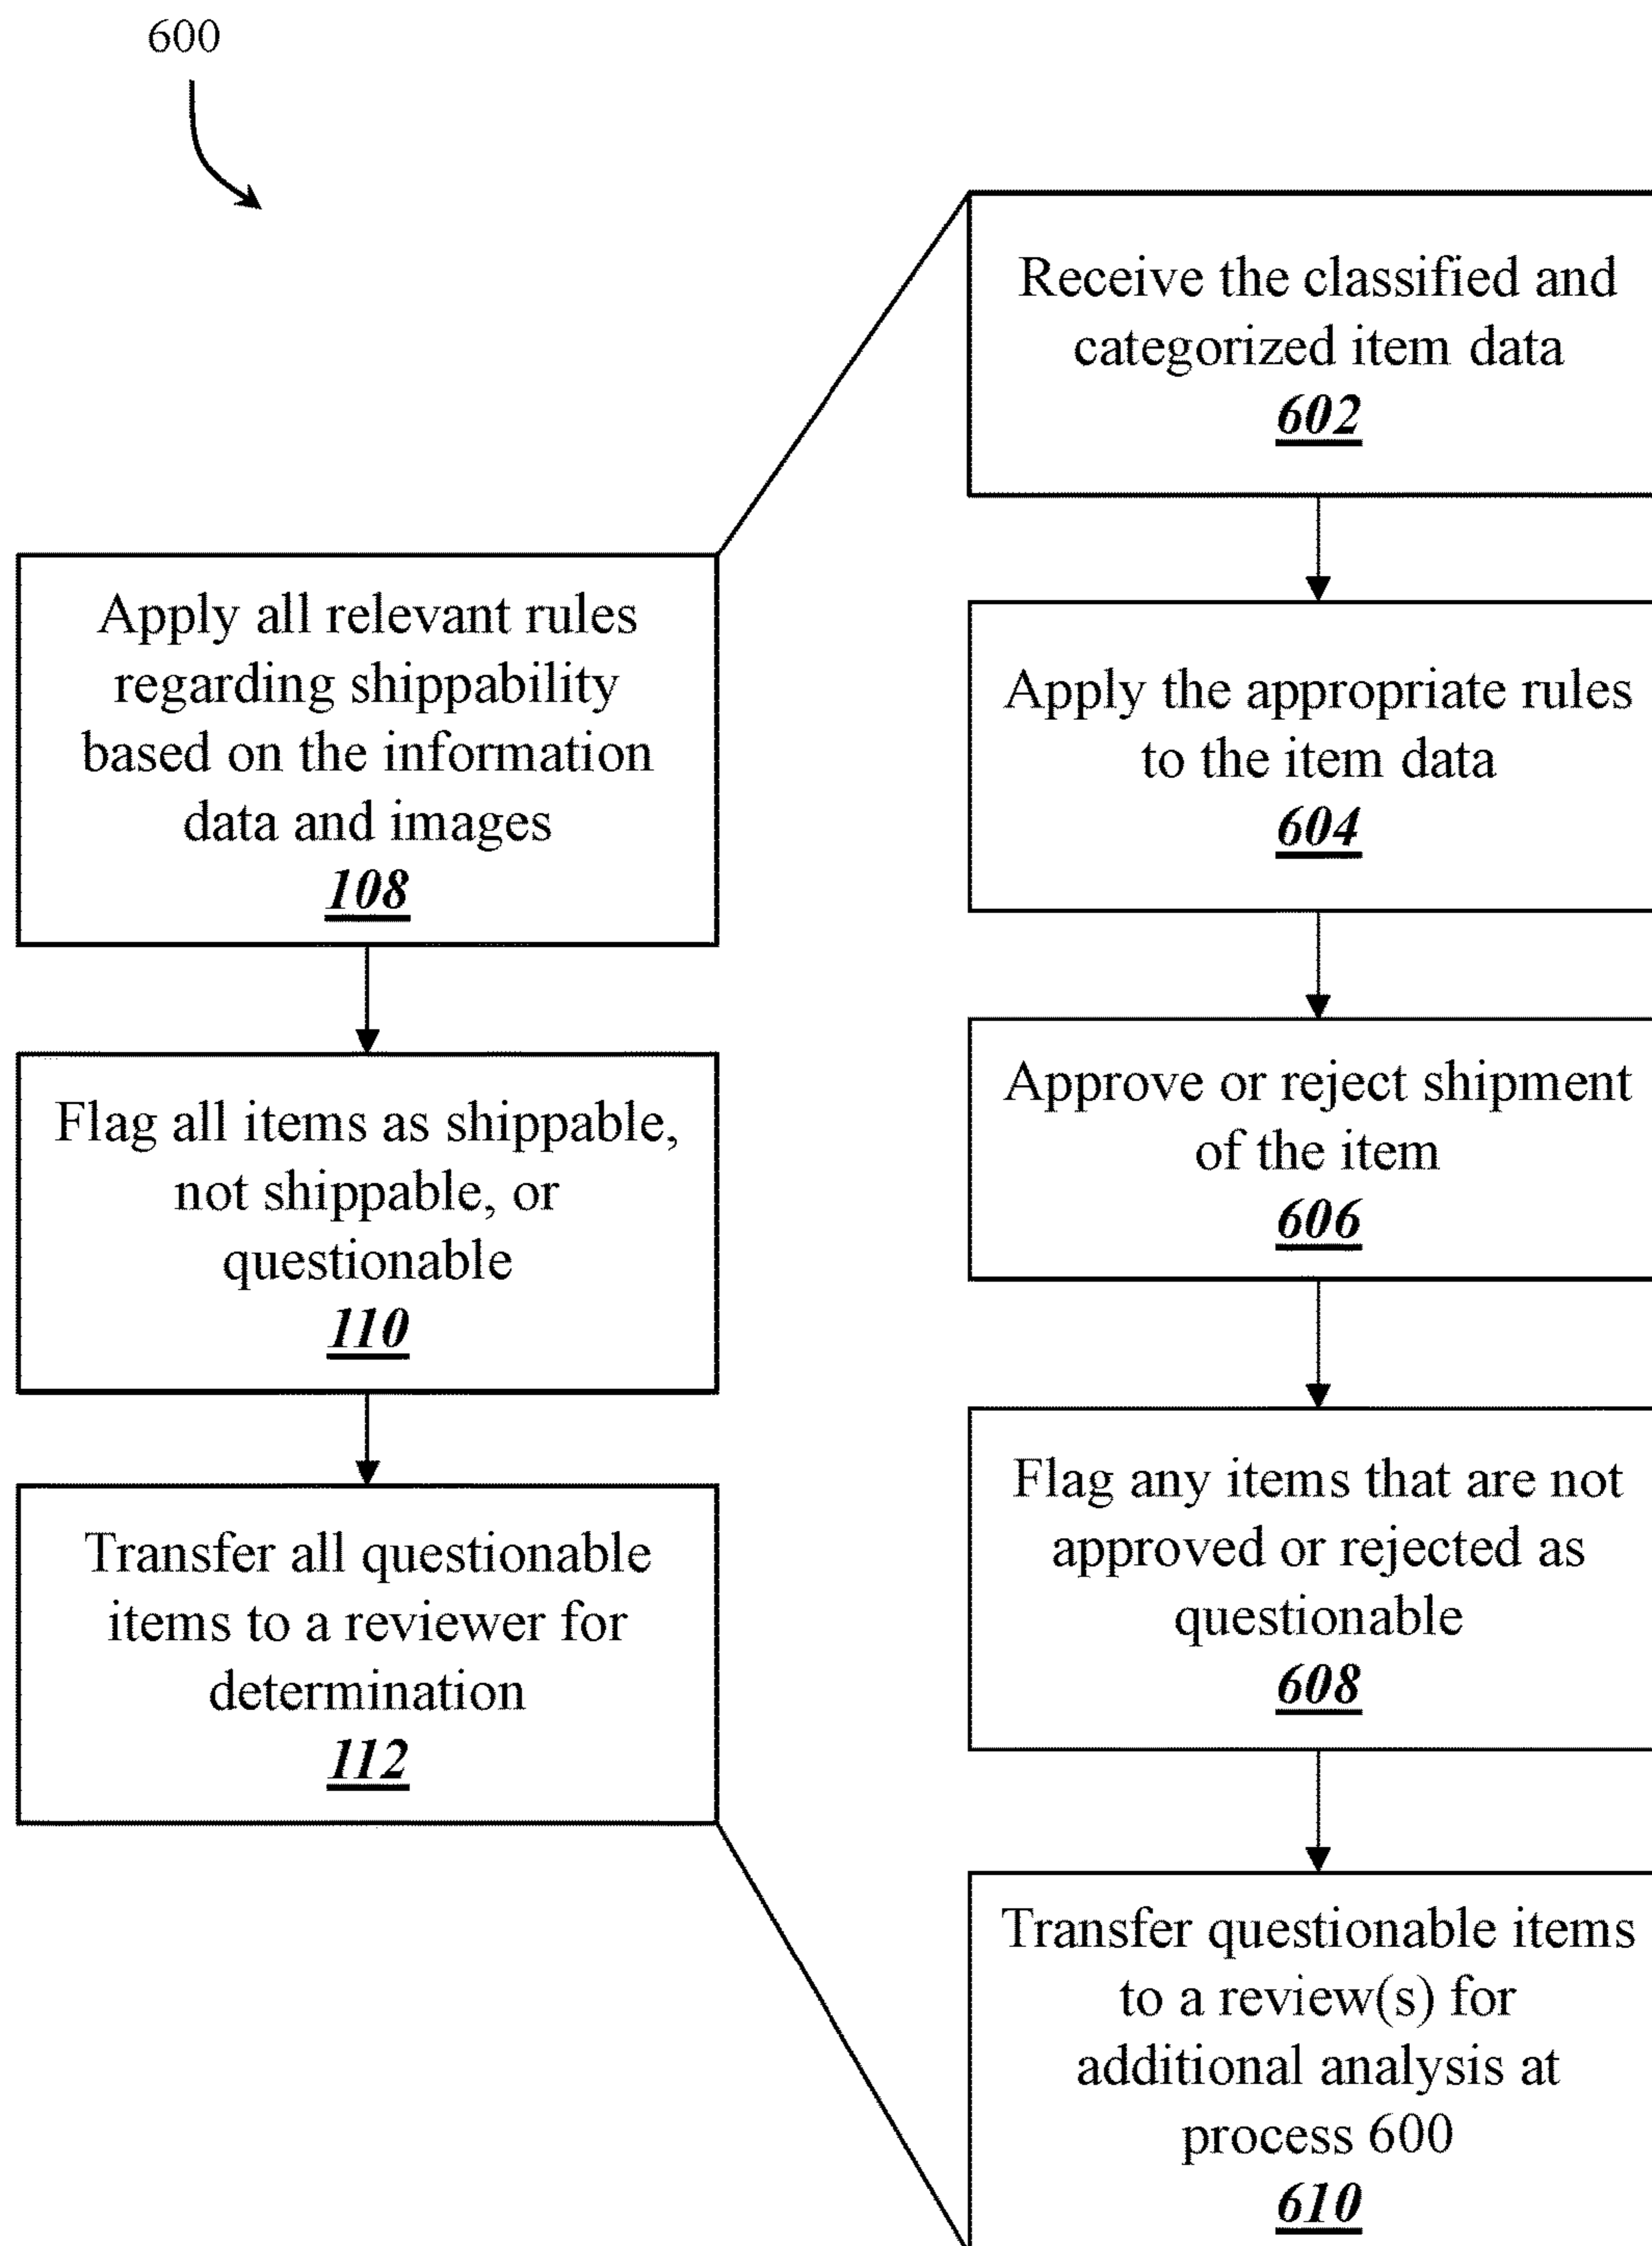 600
Apply all relevant rules
regarding shippability
based on the information
data and images
108
Flag all items as shippable,
not shippable, or
questionable
110
Transfer all questionable
items to a reviewer for
determination
112
Receive the classified and
categorized item data
602
Apply the appropriate rules
to the item data
604
Approve or reject shipment
of the item
606
Flag any items that are not
approved or rejected as
questionable
608
Transfer questionable items
to a review(s) for
additional analysis at
process 600
610